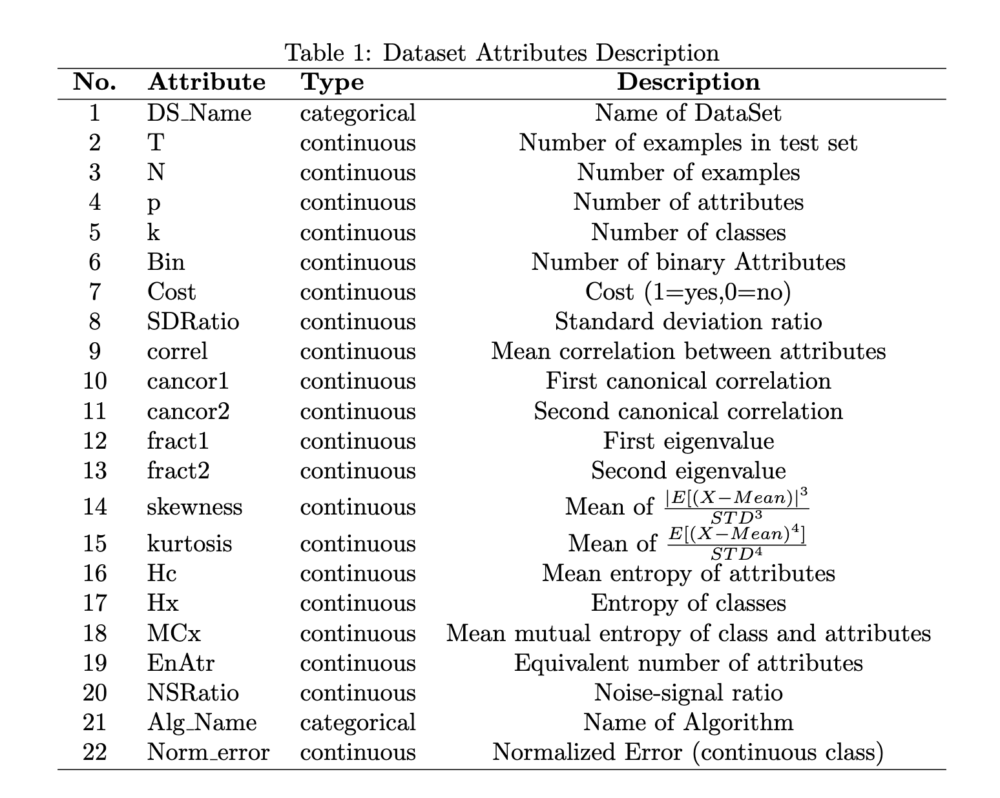 Table 1: Dataset Attributes Description
No. Attribute Type Description
1 DS_Name categorical Name of DataSet
2 T continuous Number of examples in test set
3 N continuous Number of examples
4 p continuous Number of attributes
5 k continuous Number of classes
6 Bin continuous Number of binary Attributes
7 Cost continuous Cost (1=yes,0=no)
8 SDRatio continuous Standard deviation ratio
9 correl continuous Mean correlation between attributes
10 cancor1 continuous First canonical correlation
11 cancor2 continuous Second canonical correlation
12 fract1 continuous First eigenvalue
13 fract2 continuous Second eigenvalue
14 skewness continuous Mean of |E[(X−Mean)|^3 / STD^3
15 kurtosis continuous Mean of E[(X−Mean)^4] / STD^4
16 Hc continuous Mean entropy of attributes
17 Hx continuous Entropy of classes
18 MCx continuous Mean mutual entropy of class and attributes
19 EnAtr continuous Equivalent number of attributes
20 NSRatio continuous Noise-signal ratio
21 Alg_Name categorical Name of Algorithm
22 Norm_error continuous Normalized Error (continuous class)